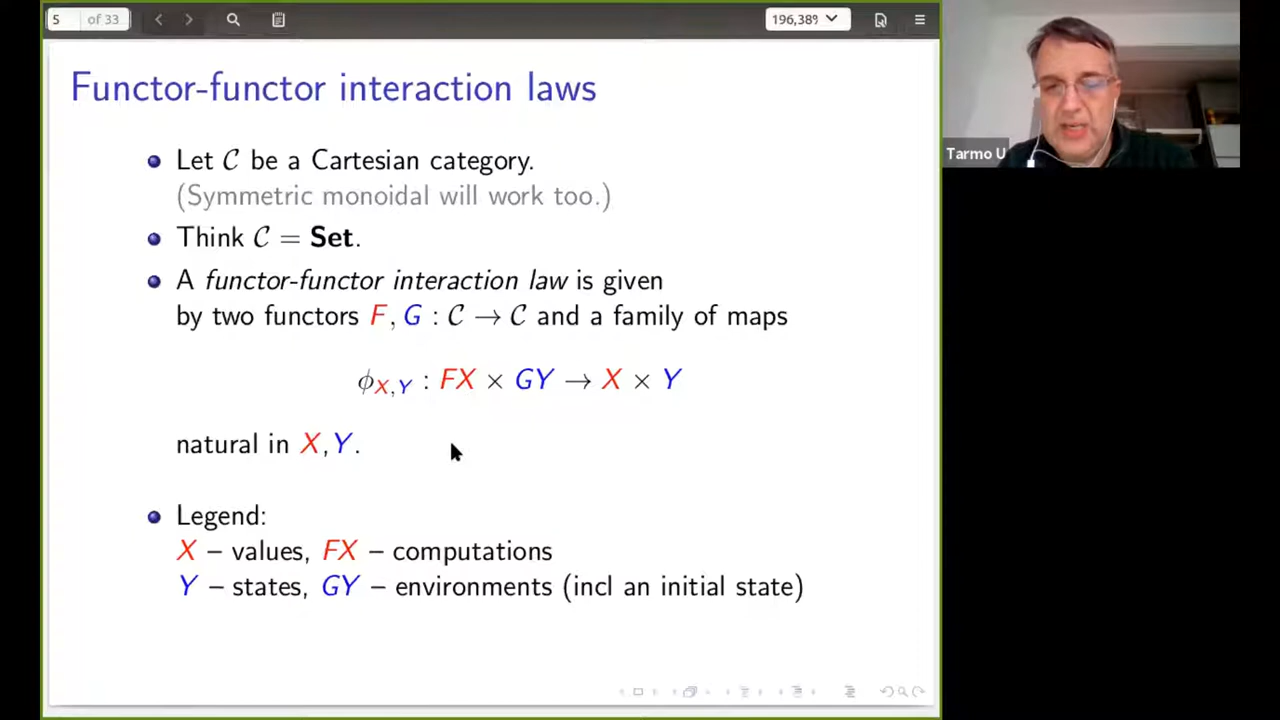 5 of 33
196,38%
Functor-functor interaction laws
Let 𝒞 be a Cartesian category.
(Symmetric monoidal will work too.)
Think 𝒞 = Set.
A functor-functor interaction law is given
by two functors F, G : 𝒞 → 𝒞 and a family of maps
ϕX,Y : FX × GY → X × Y
natural in X, Y.
Legend:
X – values, FX – computations
Y – states, GY – environments (incl an initial state)
Tarmo U